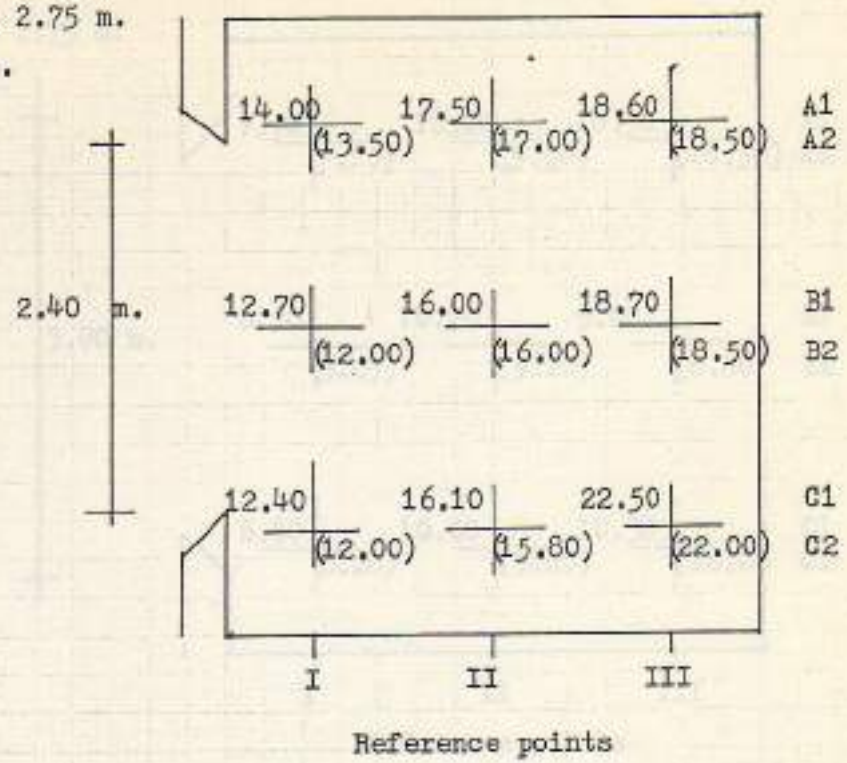 2.75 m.
.
14.00 17.50 18.60 A1
(13.50) (17.00) (18.50) A2
2.40 m. 12.70 16.00 18.70 B1
(12.00) (16.00) (18.50) B2
12.40 16.10 22.50 C1
(12.00) (15.80) (22.00) C2
I II III
Reference points